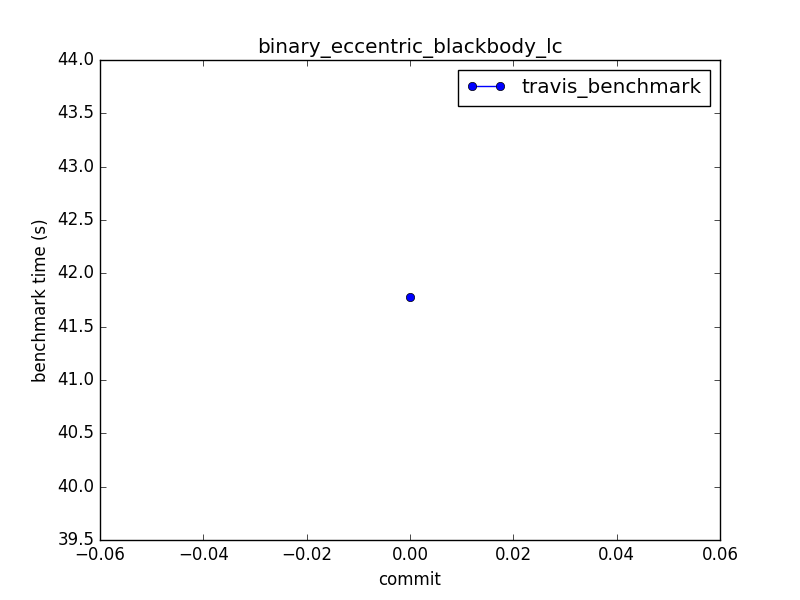 binary_eccentric_blackbody_lc
travis_benchmark
44.0
43.5
43.0
42.5
42.0
41.5
41.0
40.5
40.0
39.5
benchmark time (s)
−0.06 −0.04 −0.02 0.00 0.02 0.04 0.06
commit